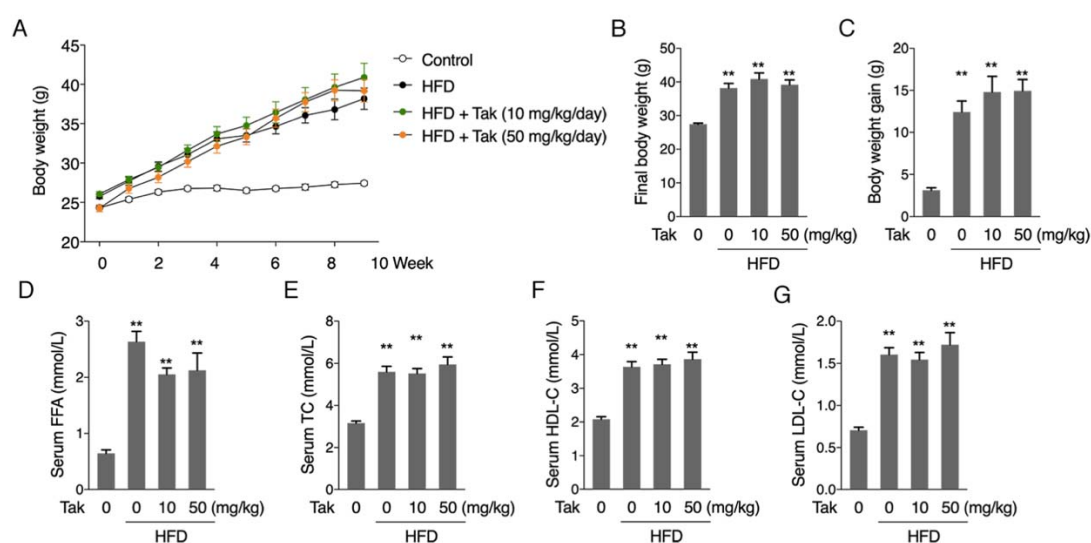 A
Body weight (g)
45
40
35
30
25
20
0 2 4 6 8 10 Week
Control
HFD
HFD + Tak (10 mg/kg/day)
HFD + Tak (50 mg/kg/day)
B
Final body weight (g)
50
40
30
20
10
0
** ** **
Tak 0 0 10 50 (mg/kg)
HFD
C
Body weight gain (g)
20
15
10
5
0
** ** **
Tak 0 0 10 50 (mg/kg)
HFD
D
Serum FFA (mmol/L)
3
2
1
0
** ** **
Tak 0 0 10 50 (mg/kg)
HFD
E
Serum TC (mmol/L)
8
6
4
2
0
** ** **
Tak 0 0 10 50 (mg/kg)
HFD
F
Serum HDL-C (mmol/L)
5
4
3
2
1
0
** ** **
Tak 0 0 10 50 (mg/kg)
HFD
G
Serum LDL-C (mmol/L)
2.0
1.5
1.0
0.5
0.0
** ** **
Tak 0 0 10 50 (mg/kg)
HFD